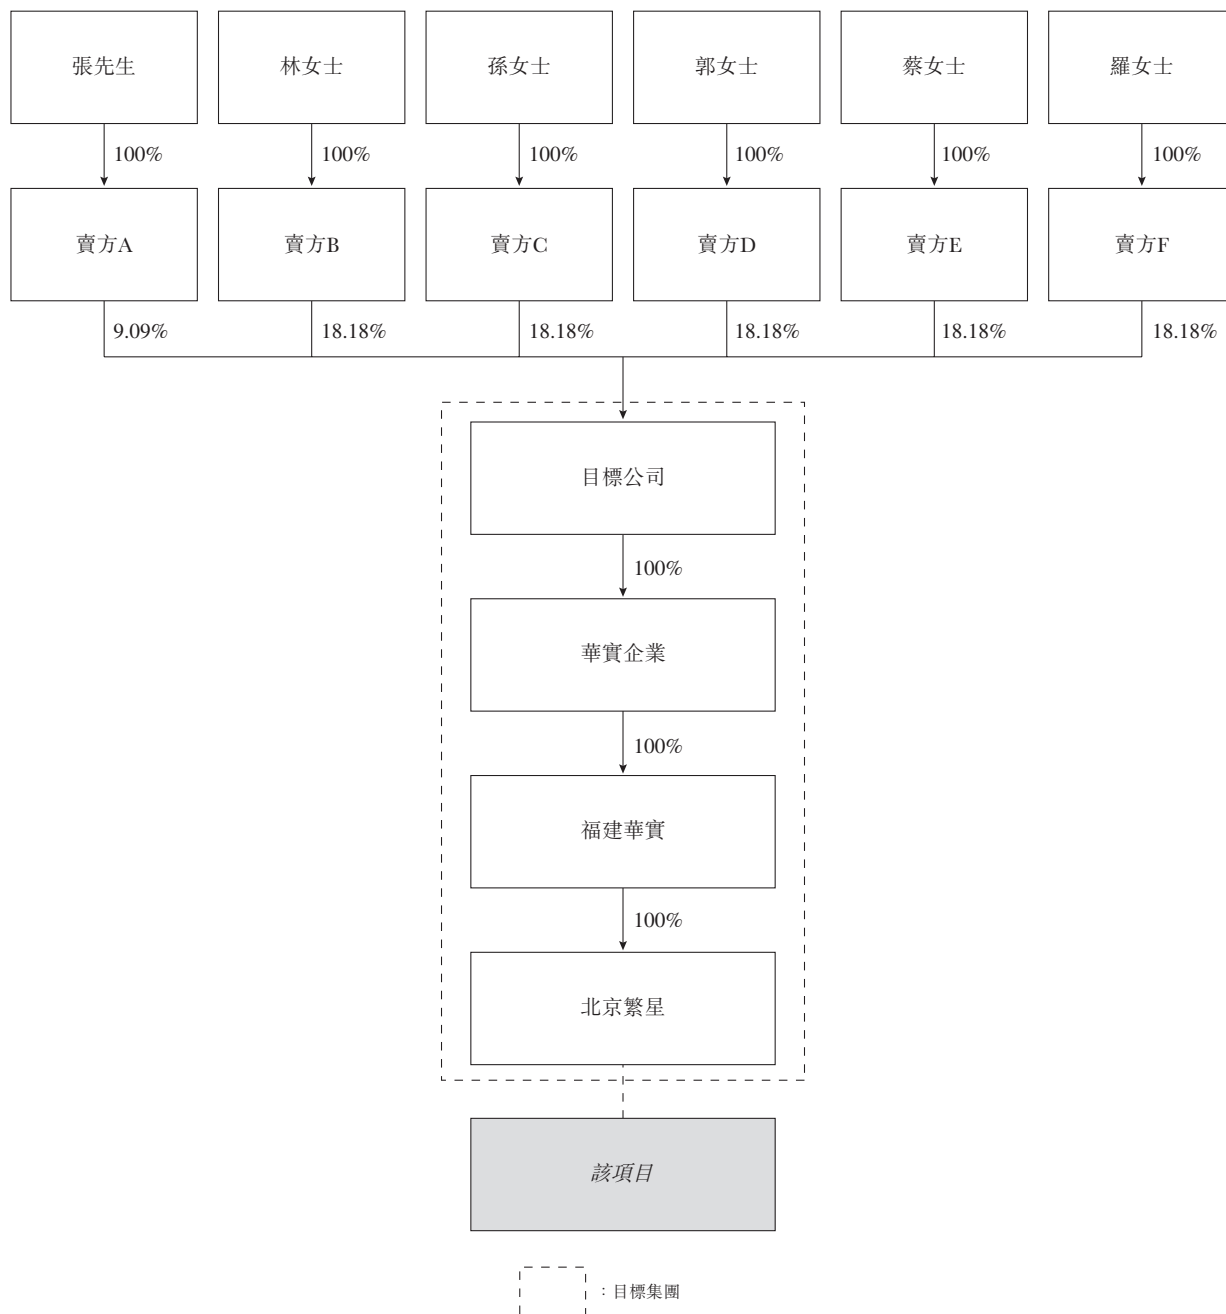 張先生 林女士 孫女士 郭女士 蔡女士 羅女士
100% 100% 100% 100% 100% 100%
賣方A 賣方B 賣方C 賣方D 賣方E 賣方F
9.09% 18.18% 18.18% 18.18% 18.18% 18.18%
目標公司
100%
華實企業
100%
福建華實
100%
北京繁星
該項目
：目標集團